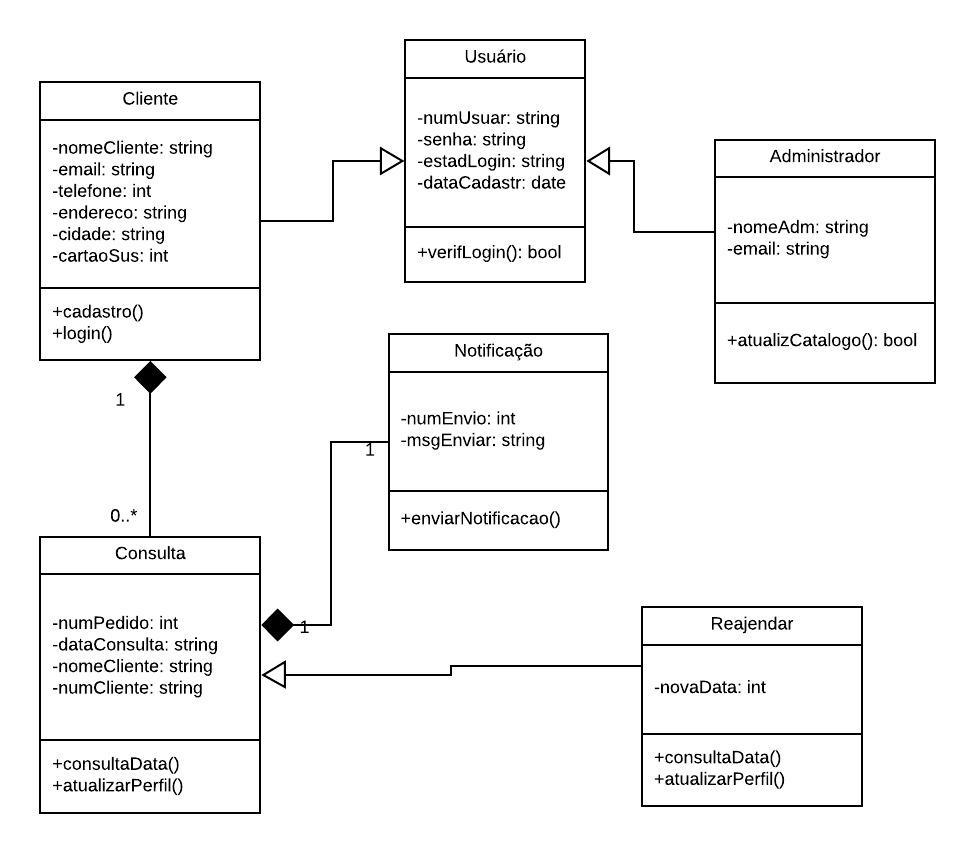 Usuário
-numUsuar: string
-senha: string
-estadLogin: string
-dataCadastr: date
+verifLogin(): bool
Cliente
-nomeCliente: string
-email: string
-telefone: int
-endereco: string
-cidade: string
-cartaoSus: int
+cadastro()
+login()
Administrador
-nomeAdm: string
-email: string
+atualizCatalogo(): bool
Notificação
-numEnvio: int
-msgEnviar: string
+enviarNotificacao()
1
0..*
1
1
Consulta
-numPedido: int
-dataConsulta: string
-nomeCliente: string
-numCliente: string
+consultaData()
+atualizarPerfil()
Reajendar
-novaData: int
+consultaData()
+atualizarPerfil()